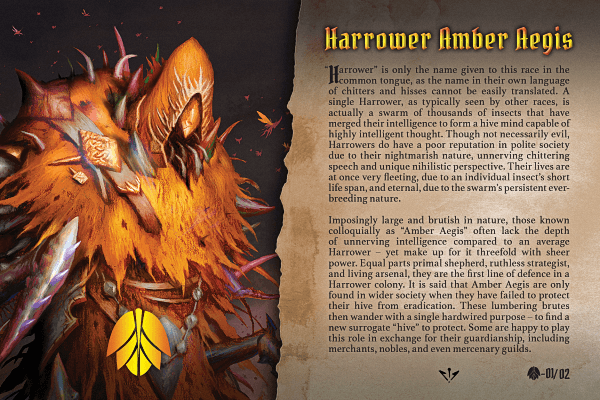 Harrower Amber Aegis
"Harrower" is only the name given to this race in the
common tongue, as the name in their own language
of chitters and hisses cannot be easily translated. A
single Harrower, as typically seen by other races, is
actually a swarm of thousands of insects that have
merged their intelligence to form a hive mind capable of
highly intelligent thought. Though not necessarily evil,
Harrowers do have a poor reputation in polite society
due to their nightmarish nature, unnerving chittering
speech and unique nihilistic perspective. Their lives are
at once very fleeting, due to an individual insect's short
life span, and eternal, due to the swarm's persistent ever-
breeding nature.
Imposingly large and brutish in nature, those known
colloquially as "Amber Aegis" often lack the depth
of unnerving intelligence compared to an average
Harrower – yet make up for it threefold with sheer
power. Equal parts primal shepherd, ruthless strategist,
and living arsenal, they are the first line of defence in a
Harrower colony. It is said that Amber Aegis are only
found in wider society when they have failed to protect
their hive from eradication. These lumbering brutes
then wander with a single hardwired purpose – to find a
new surrogate "hive" to protect. Some are happy to play
this role in exchange for their guardianship, including
merchants, nobles, and even mercenary guilds.
-01/02